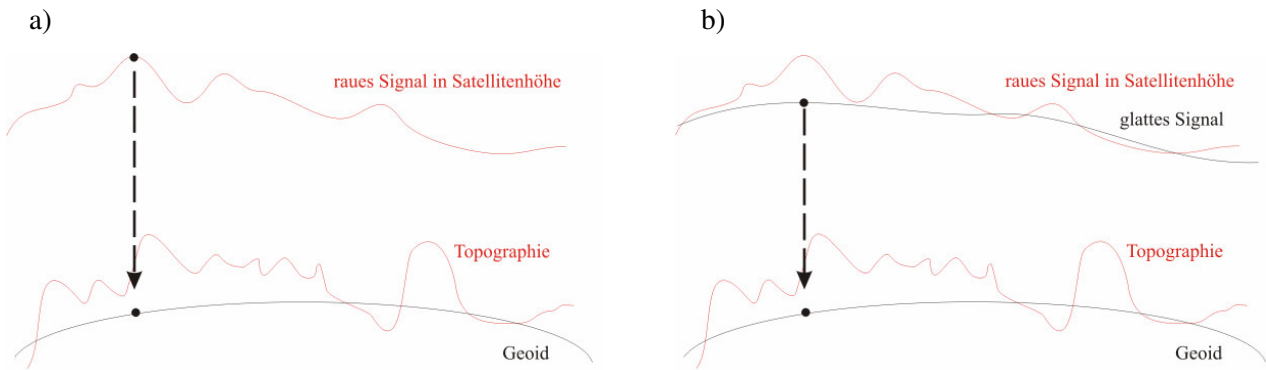 a)
raues Signal in Satellitenhöhe
Topographie
Geoid
b)
raues Signal in Satellitenhöhe
glattes Signal
Topographie
Geoid